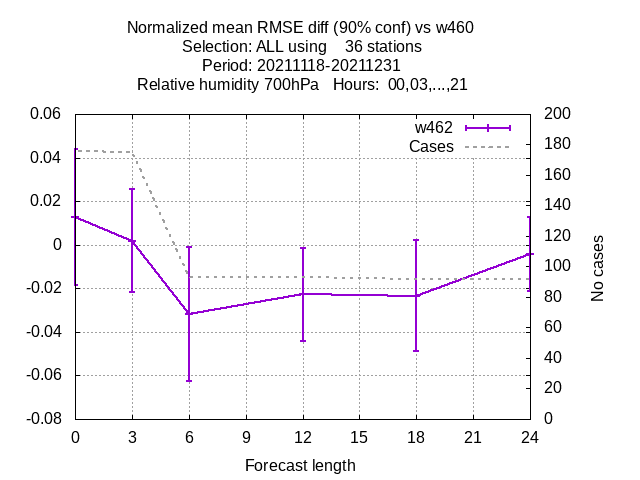 Normalized mean RMSE diff (90% conf) vs w460
Selection: ALL using    36 stations
Period: 20211118-20211231
Relative humidity 700hPa   Hours:  00,03,...,21
w462
Cases
0.06
0.04
0.02
0
-0.02
-0.04
-0.06
-0.08
200
180
160
140
120
100
80
60
40
20
0
No cases
0 3 6 9 12 15 18 21 24
Forecast length